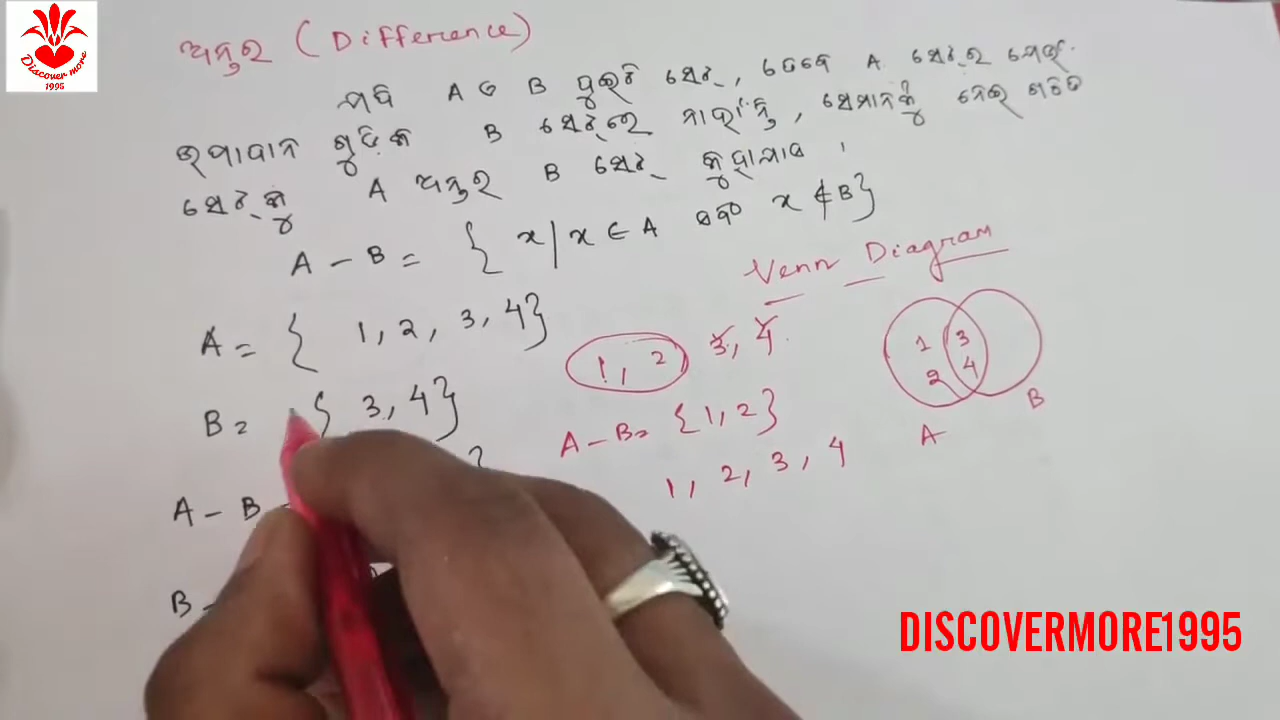 Discover more
1995
ଅନ୍ତର (Difference)
ଯଦି A ଓ B ଦୁଇଟି ସେଟ୍, ତେବେ A ସେଟ୍‌ର ଯେଉଁ
ଉପାଦାନ ଗୁଡ଼ିକ B ସେଟ୍‌ରେ ନାହାଁନ୍ତି, ସେମାନଙ୍କୁ ନେଇ ଗଠିତ
ସେଟ୍‌କୁ A ଅନ୍ତର B ସେଟ୍ କୁହାଯାଏ ।
A - B = { x | x ∈ A ଏବଂ x ∉ B}
Venn Diagram
A = { 1, 2, 3, 4}
1, 2 3, 4
1 3
2 4
A
B
B = { 3, 4}
A - B = {1, 2}
1, 2, 3, 4
A - B
B -
DISCOVERMORE1995